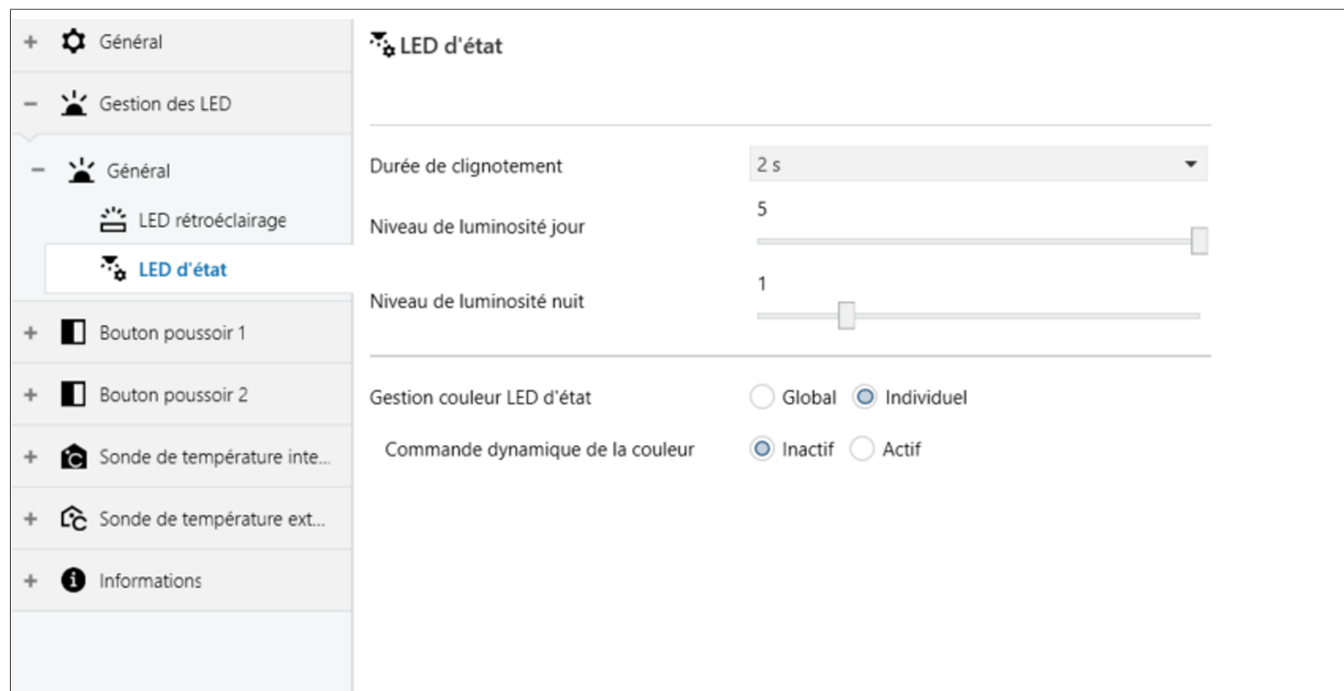 Général
Gestion des LED
Général
LED rétroéclairage
LED d'état
Bouton poussoir 1
Bouton poussoir 2
Sonde de température inte...
Sonde de température ext...
Informations
LED d'état
Durée de clignotement
2 s
Niveau de luminosité jour
5
Niveau de luminosité nuit
1
Gestion couleur LED d'état
Global Individuel
Commande dynamique de la couleur
Inactif Actif